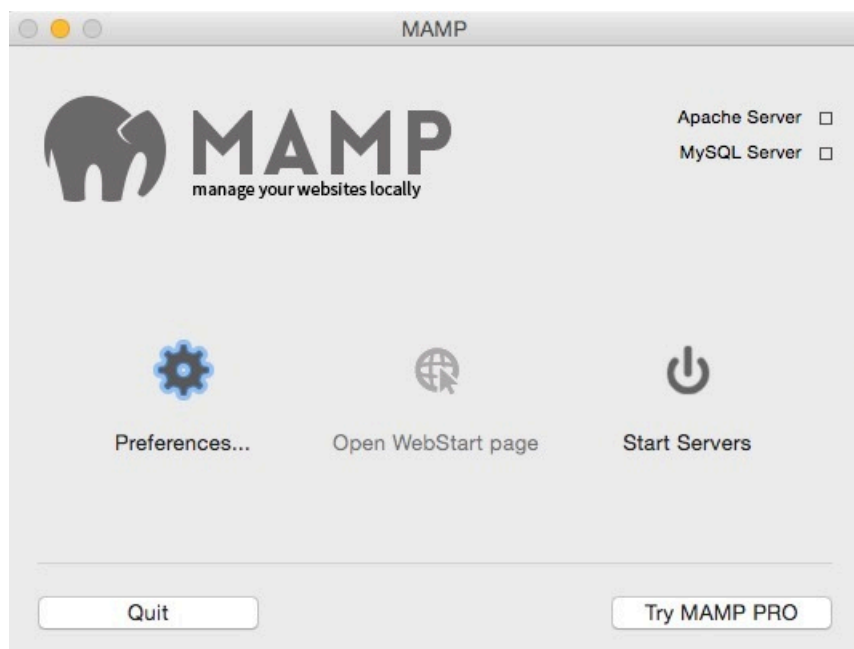 MAMP
MAMP
manage your websites locally
Apache Server
MySQL Server
Preferences...
Open WebStart page
Start Servers
Quit
Try MAMP PRO